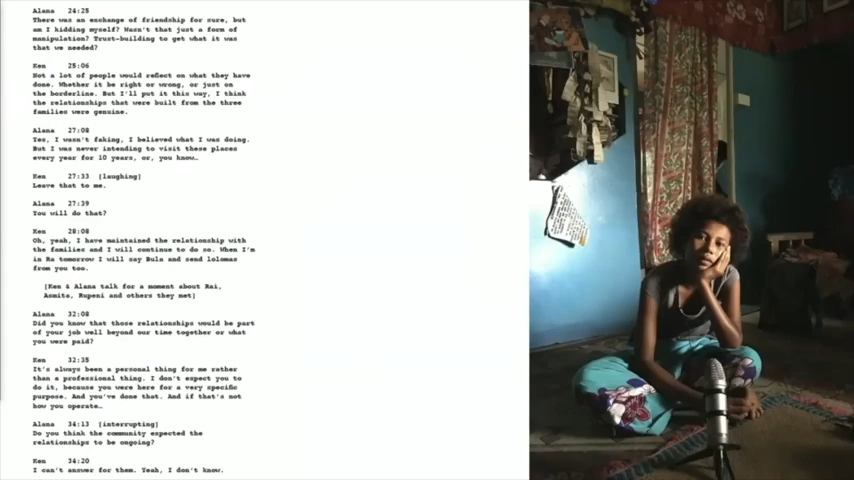 Alana 24:25
There was an exchange of friendship for sure, but
am I kidding myself? Wasn't that just a form of
manipulation? Trust-building to get what it was
that we needed?
Ken 25:06
Not a lot of people would reflect on what they have
done. Whether it be right or wrong, or just on
the borderline. But I'll put it this way, I think
the relationships that were built from the three
families were genuine.
Alana 27:08
Yes, I wasn't faking, I believed what I was doing.
But I was never intending to visit these places
every year for 10 years, or, you know…
Ken 27:33 [laughing]
Leave that to me.
Alana 27:39
You will do that?
Ken 28:08
Oh, yeah, I have maintained the relationship with
the families and I will continue to do so. When I'm
in Ra tomorrow I will say Bula and send lolomas
from you too.
[Ken & Alana talk for a moment about Rai,
Asmita, Rupeni and others they met]
Alana 32:08
Did you know that those relationships would be part
of your job well beyond our time together or what
you were paid?
Ken 32:35
It's always been a personal thing for me rather
than a professional thing. I don't expect you to
do it, because you were here for a very specific
purpose. And you've done that. And if that's not
how you operate…
Alana 34:13 [interrupting]
Do you think the community expected the
relationships to be ongoing?
Ken 34:20
I can't answer for them. Yeah, I don't know.